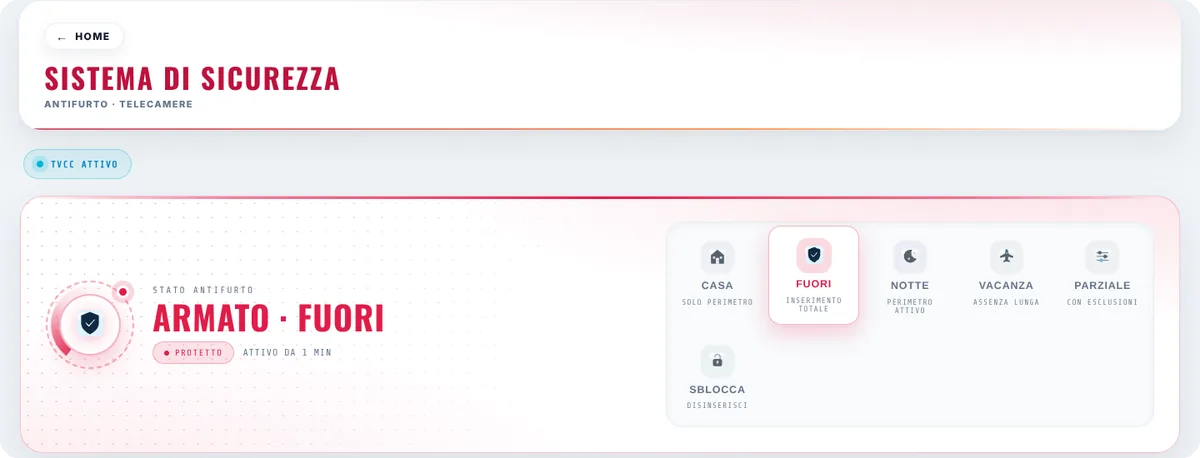 ← HOME
SISTEMA DI SICUREZZA
ANTIFURTO · TELECAMERE
TVCC ATTIVO
STATO ANTIFURTO
ARMATO · FUORI
PROTETTO
ATTIVO DA 1 MIN
CASA
SOLO PERIMETRO
FUORI
INSERIMENTO
TOTALE
NOTTE
PERIMETRO
ATTIVO
VACANZA
ASSENZA LUNGA
PARZIALE
CON ESCLUSIONI
SBLOCCA
DISINSERISCI